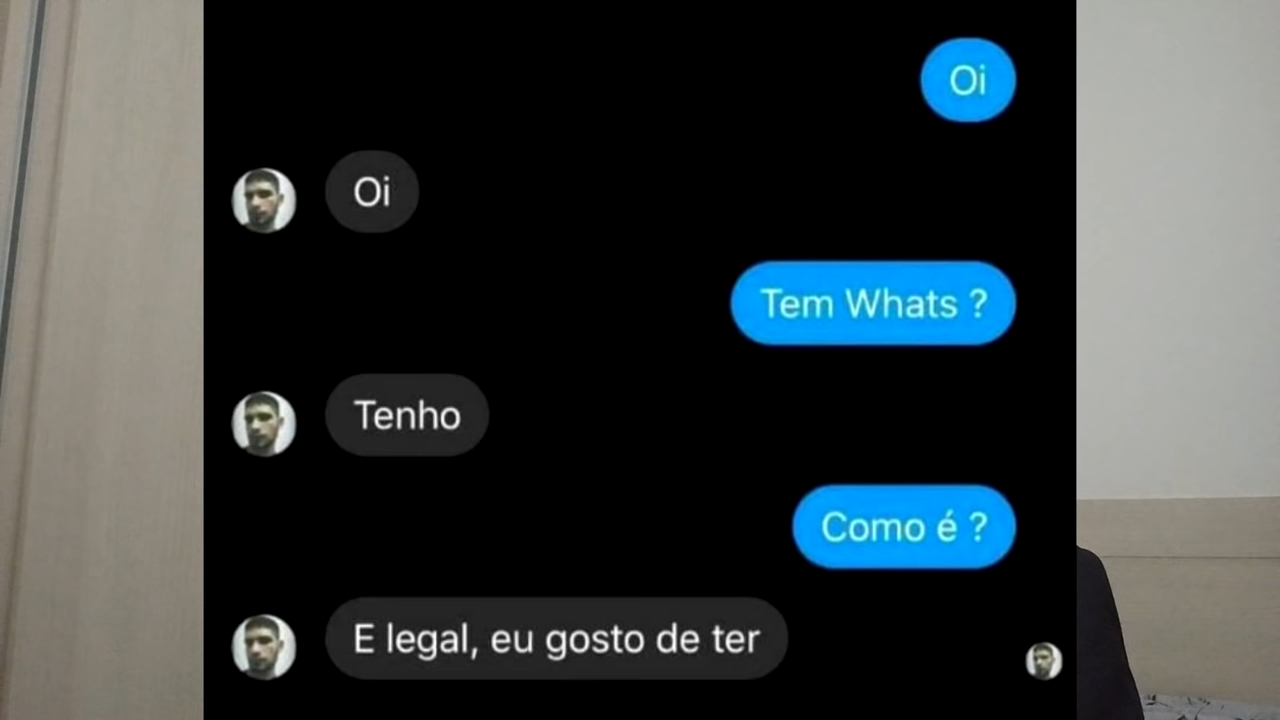 Oi
Oi
Tem Whats ?
Tenho
Como é ?
E legal, eu gosto de ter